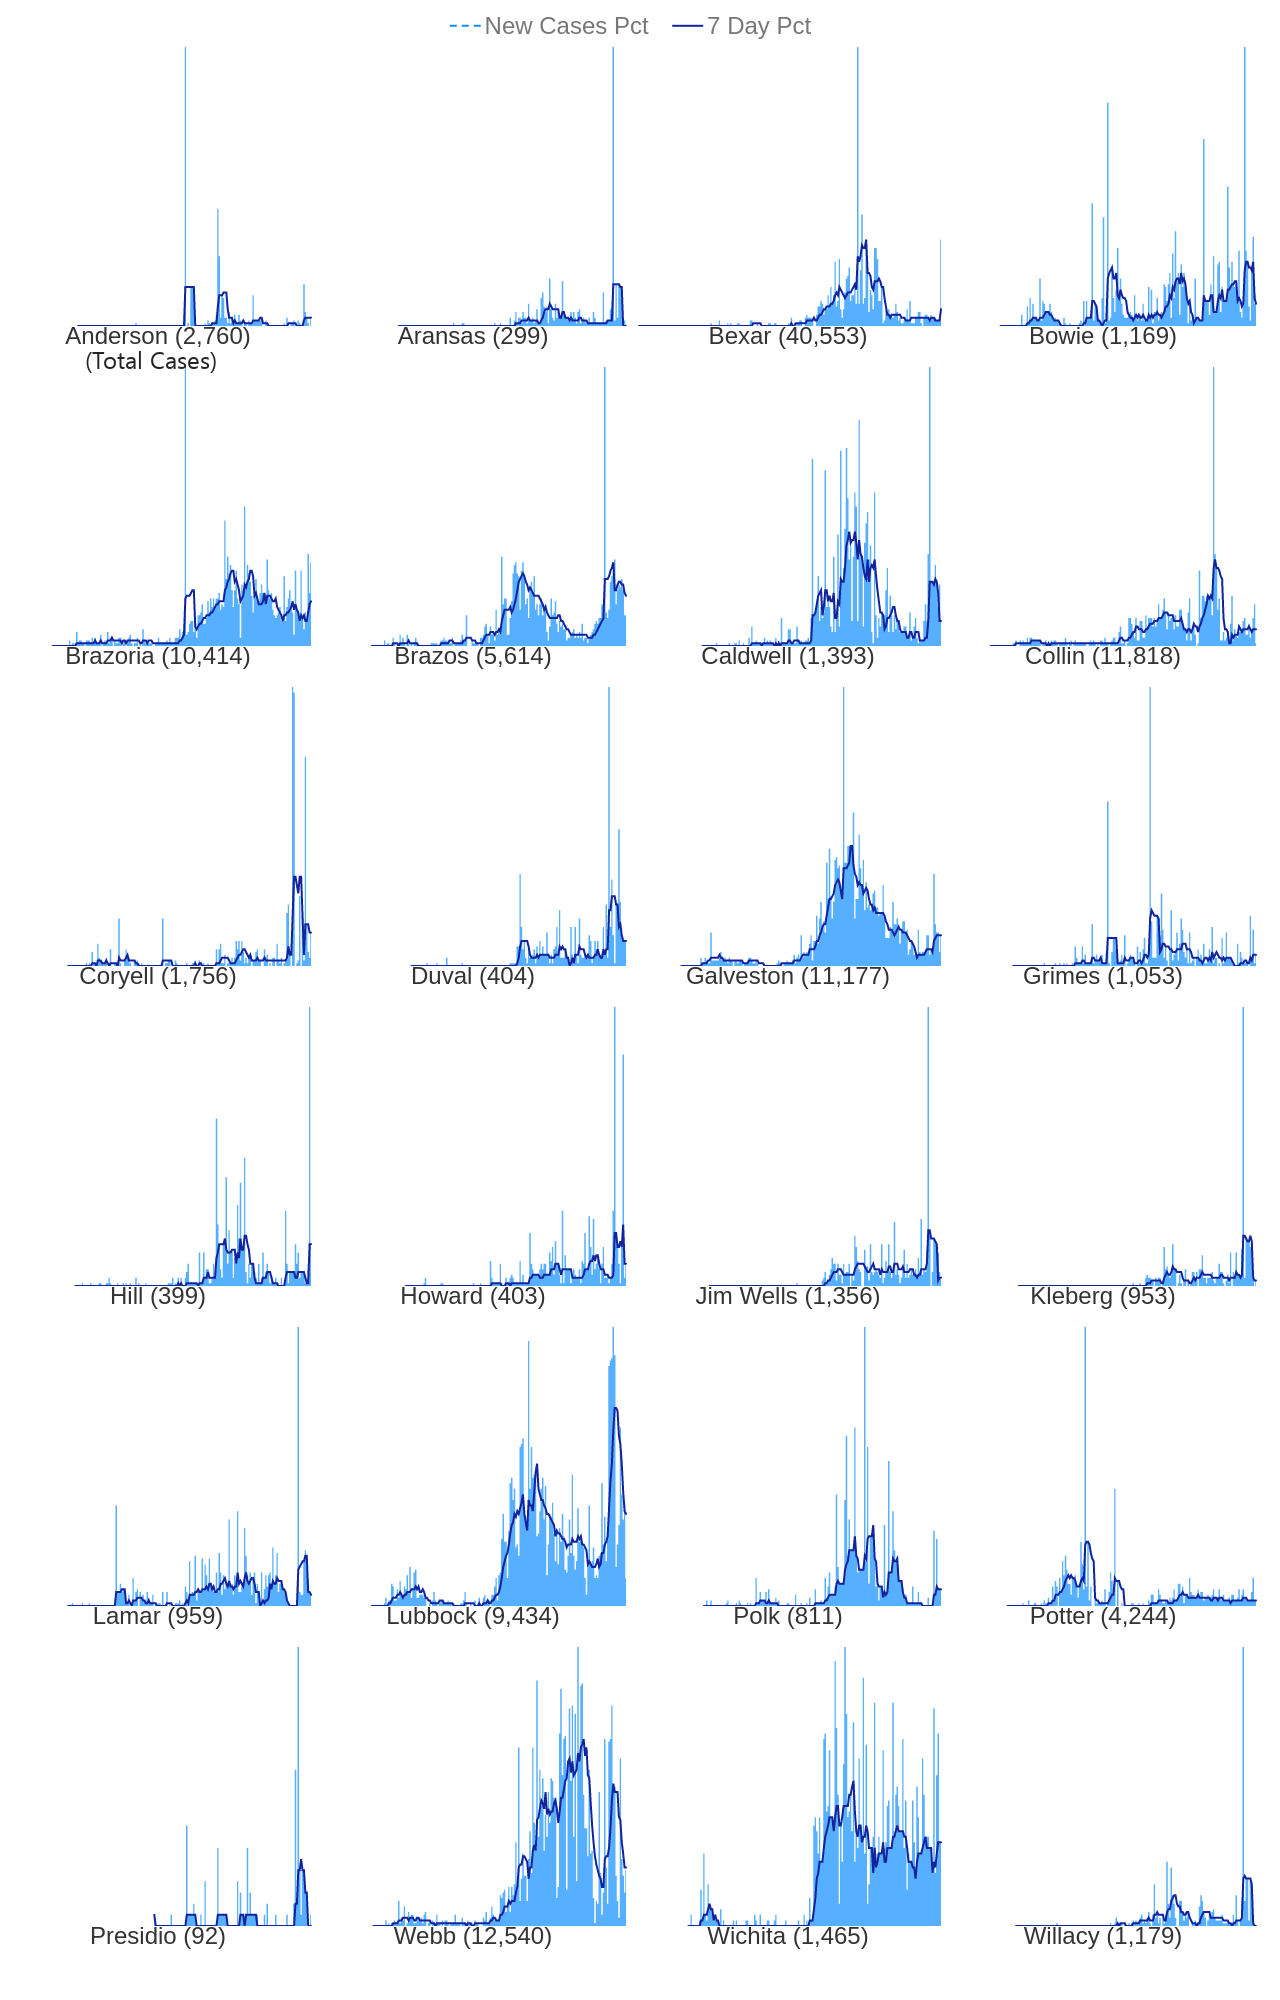 New Cases Pct 7 Day Pct
Anderson (2,760) Aransas (299) Bexar (40,553) Bowie (1,169)
(Total Cases)
Brazoria (10,414) Brazos (5,614) Caldwell (1,393) Collin (11,818)
Coryell (1,756) Duval (404) Galveston (11,177) Grimes (1,053)
Hill (399) Howard (403) Jim Wells (1,356) Kleberg (953)
Lamar (959) Lubbock (9,434) Polk (811) Potter (4,244)
Presidio (92) Webb (12,540) Wichita (1,465) Willacy (1,179)